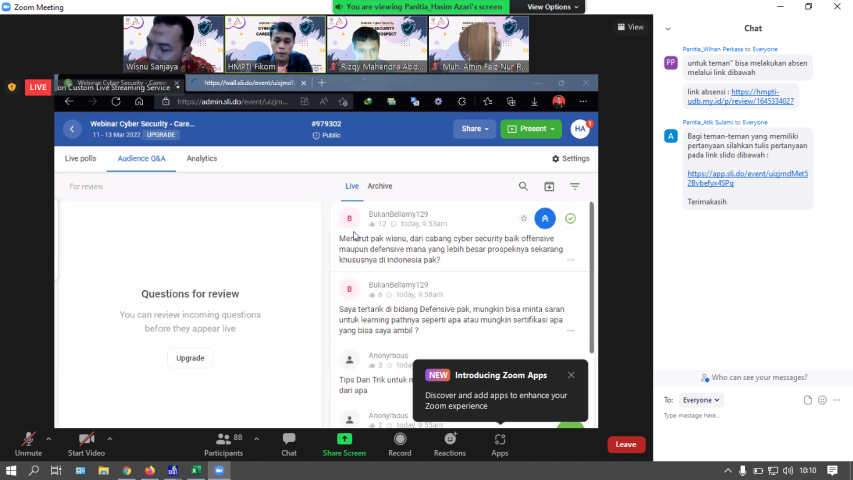 Zoom Meeting
You are viewing Panitia_Hasim Azari's screen
View Options
Wisnu Sanjaya
HMPTI Fikom
Rizqy Mahendra Abd
Muh. Amin Faiz Nur R
View
LIVE
on Custom Live Streaming Service
Webinar Cyber Security - Care
https://wall.sli.do/event/uizjmd
https://admin.sli.do/event/uizjm
Webinar Cyber Security - Care...
11 - 13 Mar 2022 UPGRADE
#979302
Public
Share
Present
HA
1
Live polls
Audience Q&A
Analytics
Settings
For review
Live
Archive
Questions for review
You can review incoming questions
before they appear live
Upgrade
B
BukanBellamy129
12 today, 9:53am
Menurut pak wisnu, dari cabang cyber security baik offensive
maupun defensive mana yang lebih besar prospeknya sekarang
khususnya di indonesia pak?
B
BukanBellamy129
6 today, 9:58am
Saya tertarik di bidang Defensive pak, mungkin bisa minta saran
untuk learning pathnya seperti apa atau mungkin sertifikasi apa
yang bisa saya ambil ?
Anonymous
3
Tips Dan Trik untuk
dari apa
Anonymous
2 today, 9:55am
NEW Introducing Zoom Apps
Discover and add apps to enhance your
Zoom experience
Unmute
Start Video
88
Participants
Chat
Share Screen
Record
Reactions
Apps
Leave
Chat
Panitia_Wihan Perkasa to Everyone
PP
untuk teman" bisa melakukan absen
melalui link dibawah
link absensi : https://hmpti-
udb.my.id/p/review/1645334027
Panitia_Atik Sulami to Everyone
A
Bagi teman-teman yang memiliki
pertanyaan silahkan tulis pertanyaan
pada link slido dibawah :
https://app.sli.do/event/uizjmdMet5
2Bvbefyx4SPq
Terimakasih
Who can see your messages?
To: Everyone
Type message here...
10:10